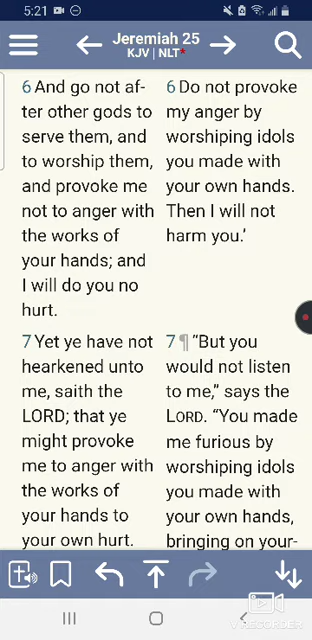 5:21
Jeremiah 25
KJV | NLT*
6 And go not af-
ter other gods to
serve them, and
to worship them,
and provoke me
not to anger with
the works of
your hands; and
I will do you no
hurt.
7 Yet ye have not
hearkened unto
me, saith the
LORD; that ye
might provoke
me to anger with
the works of
your hands to
your own hurt.
6 Do not provoke
my anger by
worshiping idols
you made with
your own hands.
Then I will not
harm you.’
7 ¶ “But you
would not listen
to me,” says the
LORD. “You made
me furious by
worshiping idols
you made with
your own hands,
bringing on your-
V RECORDER